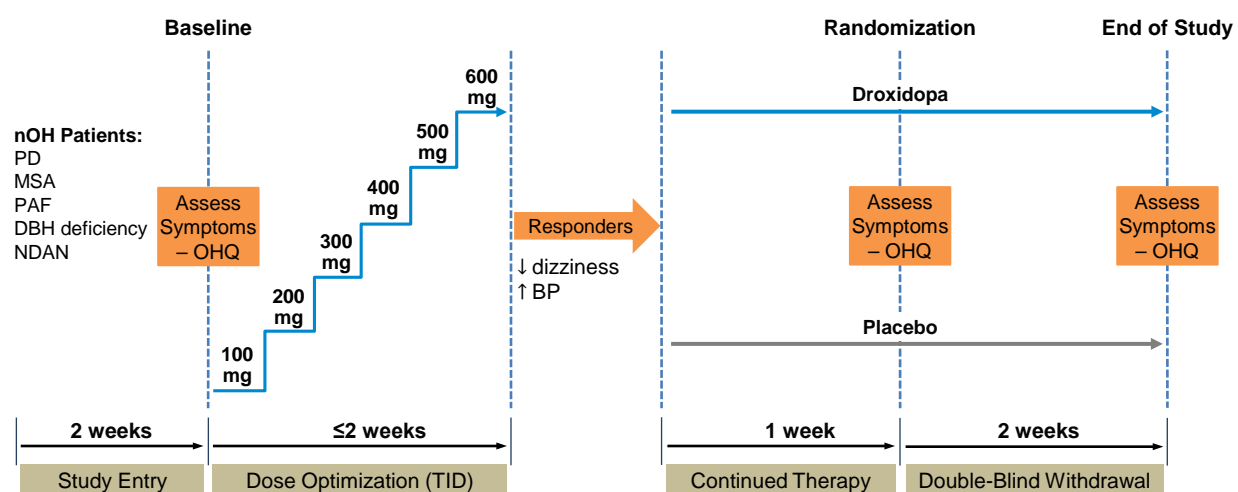 Baseline
Randomization
End of Study
nOH Patients:
PD
MSA
PAF
DBH deficiency
NDAN
Assess
Symptoms
– OHQ
100
mg
200
mg
300
mg
400
mg
500
mg
600
mg
Responders
↓ dizziness
↑ BP
Droxidopa
Assess
Symptoms
– OHQ
Assess
Symptoms
– OHQ
Placebo
2 weeks
≤2 weeks
1 week
2 weeks
Study Entry
Dose Optimization (TID)
Continued Therapy
Double-Blind Withdrawal